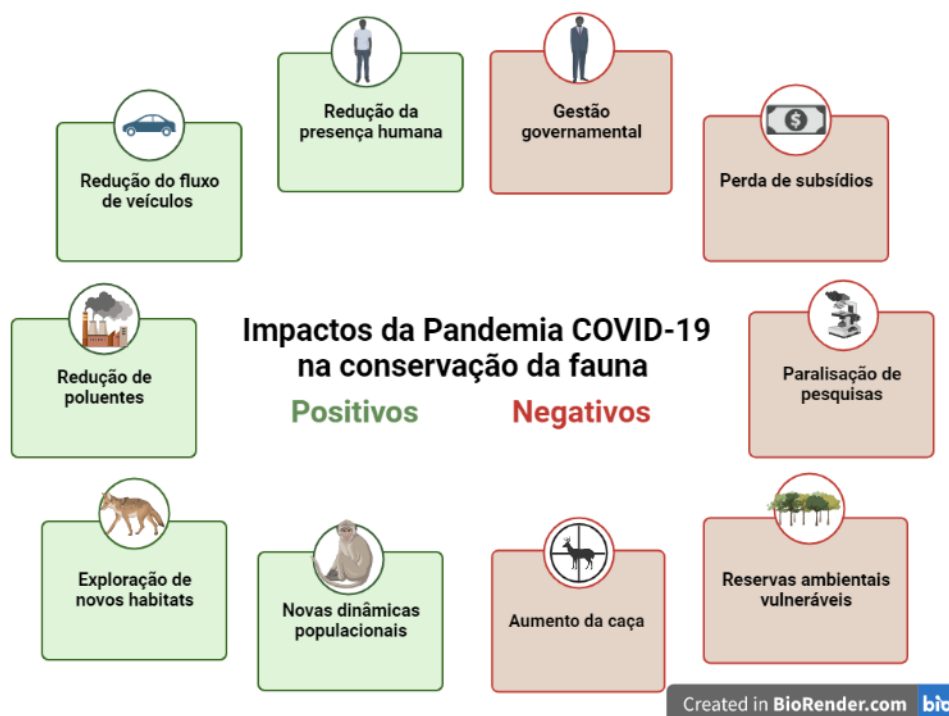 Redução da
presença humana
Gestão
governamental
Redução do fluxo
de veículos
Perda de subsídios
Impactos da Pandemia COVID-19
na conservação da fauna
Positivos
Negativos
Redução de
poluentes
Paralisação de
pesquisas
Exploração de
novos habitats
Novas dinâmicas
populacionais
Aumento da caça
Reservas ambientais
vulneráveis
Created in BioRender.com
bio